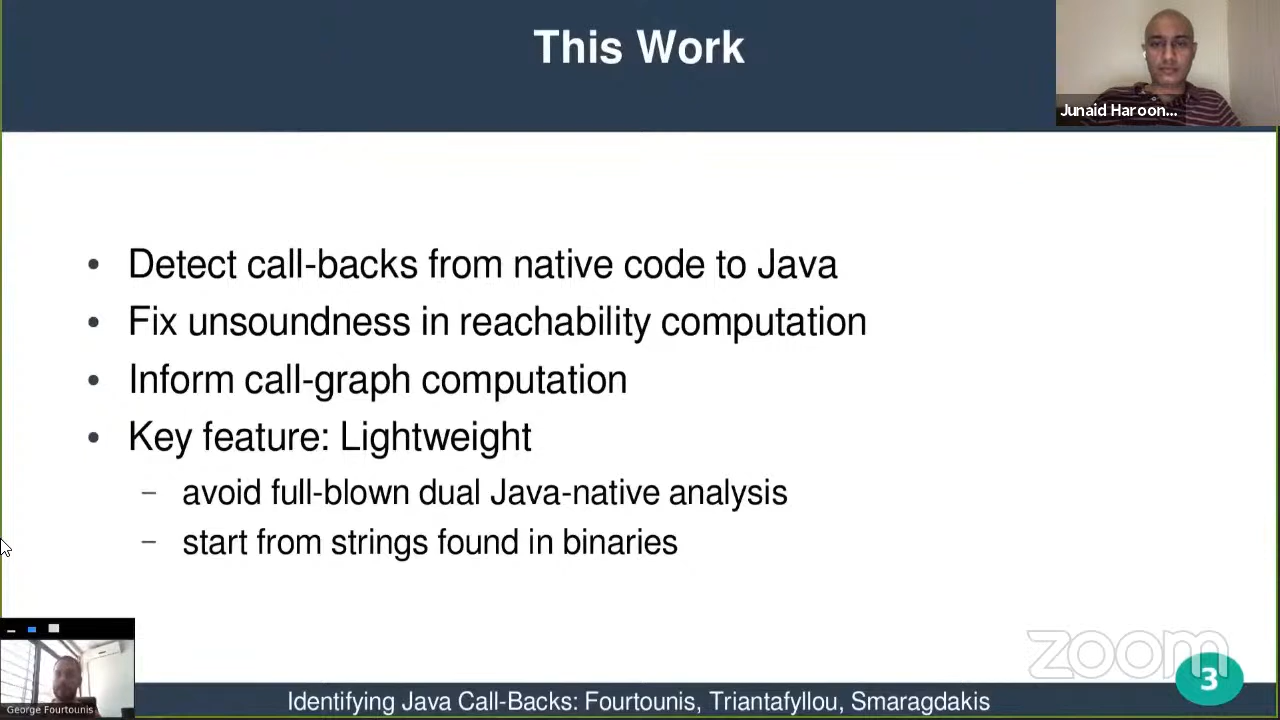 This Work
Junaid Haroon...
• Detect call-backs from native code to Java
• Fix unsoundness in reachability computation
• Inform call-graph computation
• Key feature: Lightweight
– avoid full-blown dual Java-native analysis
– start from strings found in binaries
zoom
3
George Fourtounis
Identifying Java Call-Backs: Fourtounis, Triantafyllou, Smaragdakis